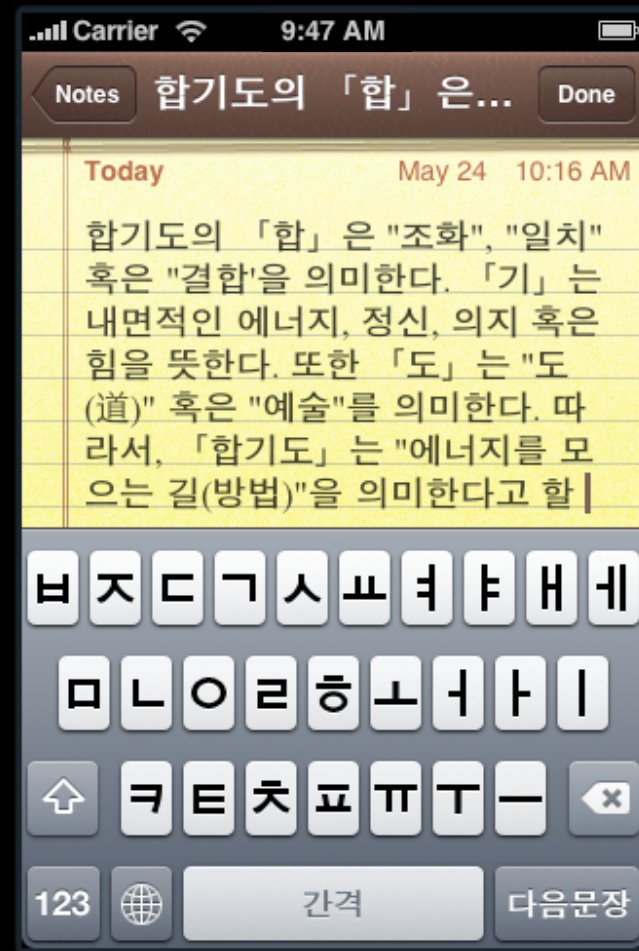 Carrier 9:47 AM
Notes 합기도의 「합」은... Done
Today May 24 10:16 AM
합기도의 「합」은 "조화", "일치"
혹은 "결합'을 의미한다. 「기」는
내면적인 에너지, 정신, 의지 혹은
힘을 뜻한다. 또한 「도」는 "도
(道)" 혹은 "예술"를 의미한다. 따
라서, 「합기도」는 "에너지를 모
으는 길(방법)"을 의미한다고 할
ㅂ ㅈ ㄷ ㄱ ㅅ ㅛ ㅕ ㅑ ㅐ ㅔ
ㅁ ㄴ ㅇ ㄹ ㅎ ㅗ ㅓ ㅏ ㅣ
ㅋ ㅌ ㅊ ㅍ ㅠ ㅜ ㅡ
123 간격 다음문장